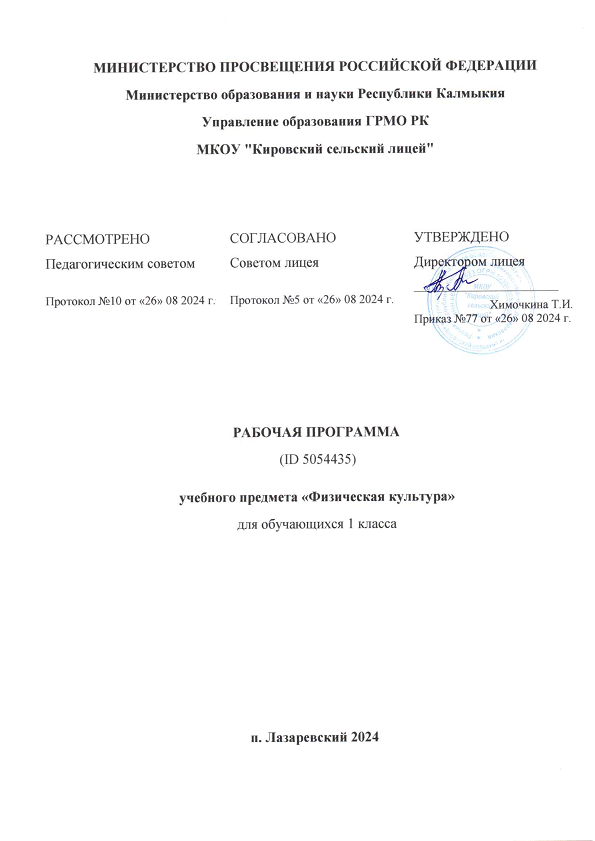 МИНИСТЕРСТВО ПРОСВЕЩЕНИЯ РОССИЙСКОЙ ФЕДЕРАЦИИ
Министерство образования и науки Республики Калмыкия
Управление образования ГРМО РК
МКОУ "Кировский сельский лицей"
РАССМОТРЕНО
Педагогическим советом
Протокол №10 от «26» 08 2024 г.
СОГЛАСОВАНО
Советом лицея
Протокол №5 от «26» 08 2024 г.
УТВЕРЖДЕНО
Директором лицея
Химочкина Т.И.
Приказ №77 от «26» 08 2024 г.
РАБОЧАЯ ПРОГРАММА
(ID 5054435)
учебного предмета «Физическая культура»
для обучающихся 1 класса
п. Лазаревский 2024